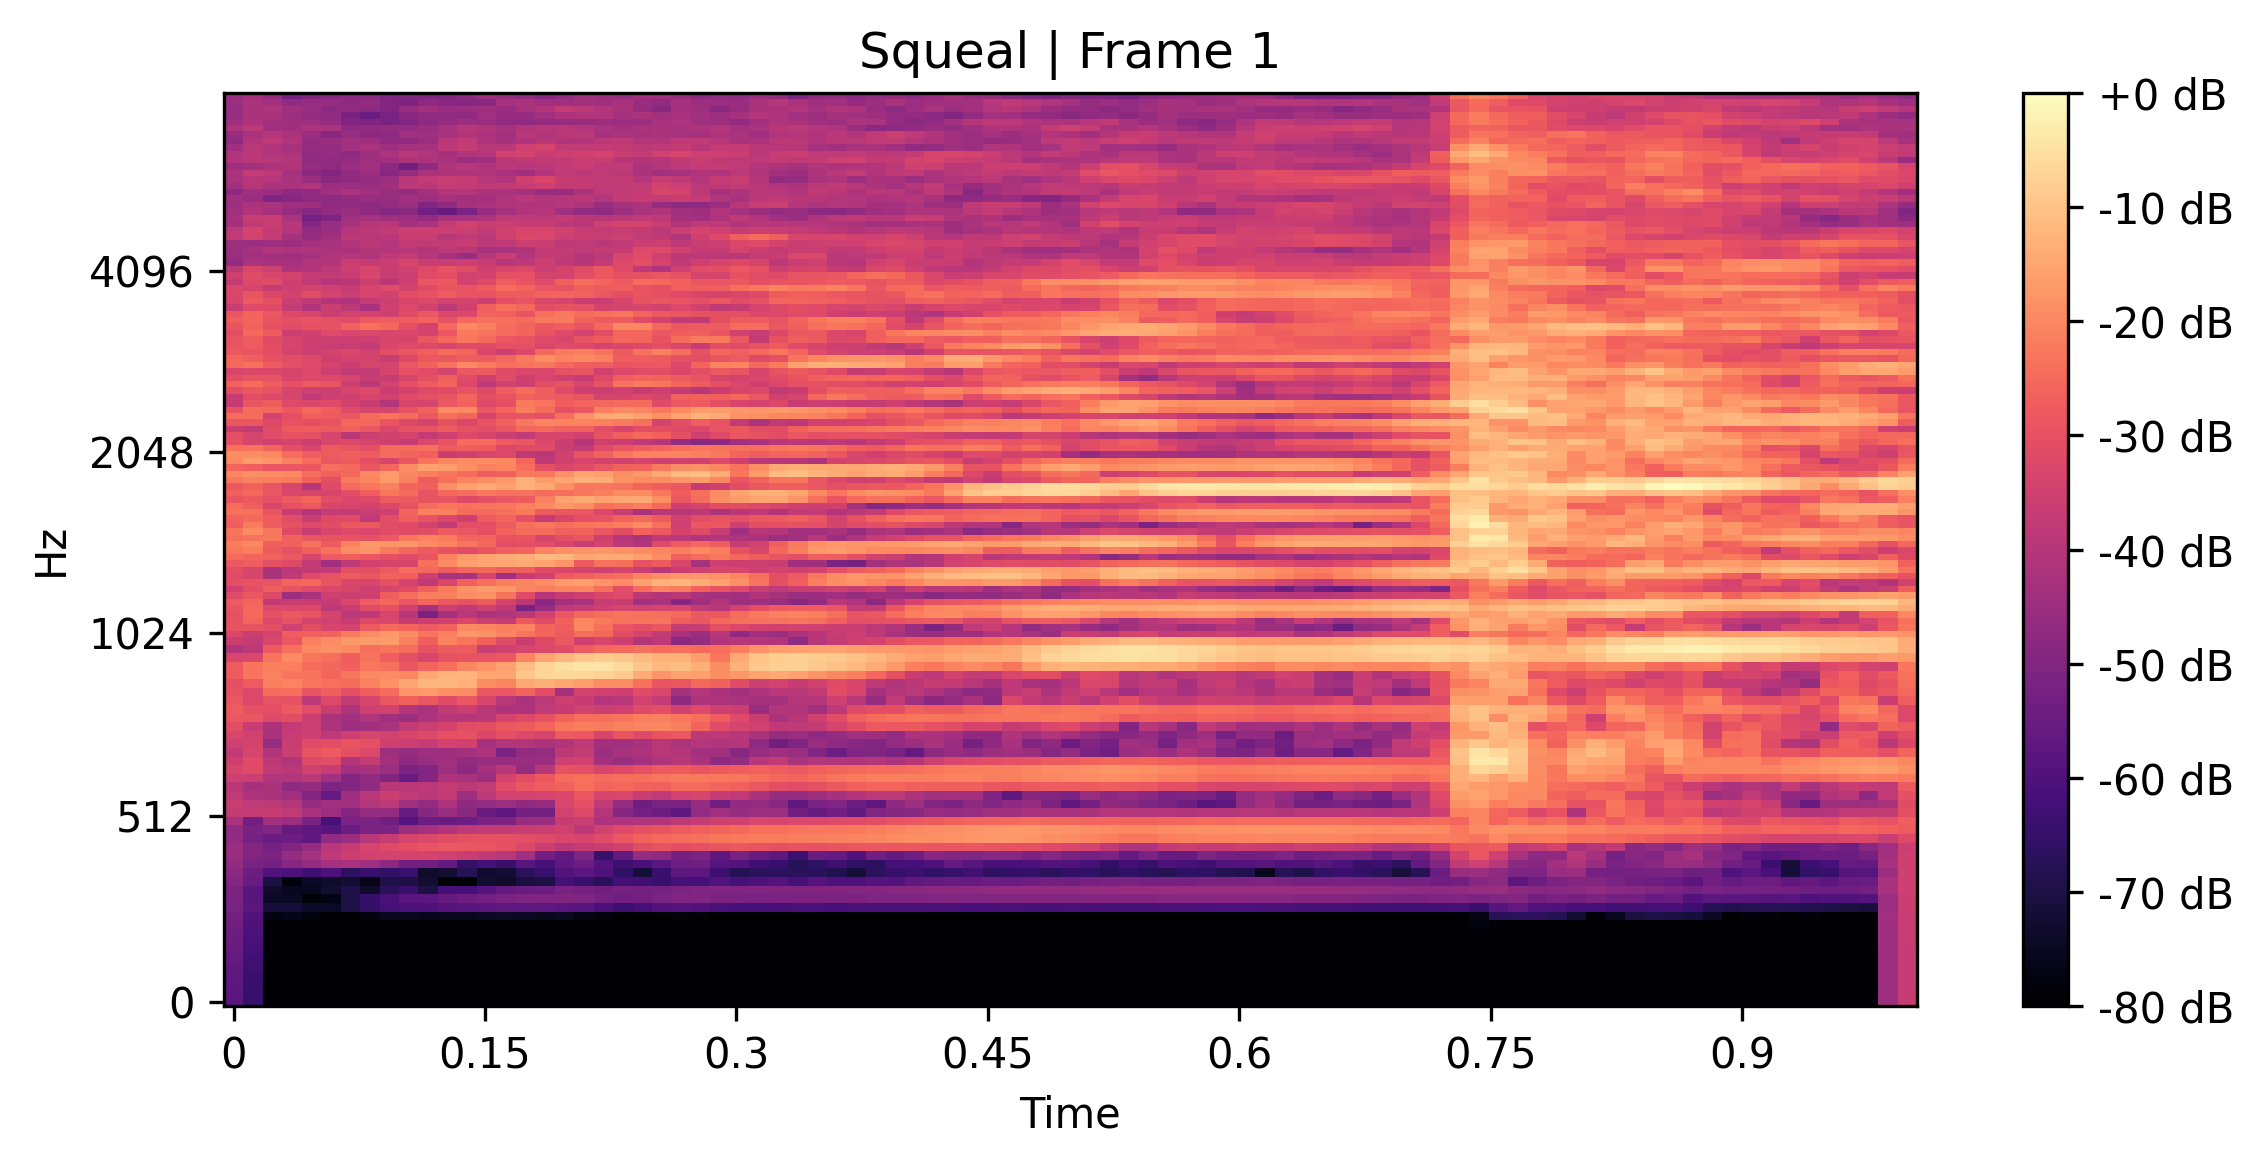 Squeal | Frame 1
+0 dB
-10 dB
-20 dB
-30 dB
-40 dB
-50 dB
-60 dB
-70 dB
-80 dB
Hz
4096
2048
1024
512
0
0 0.15 0.3 0.45 0.6 0.75 0.9
Time